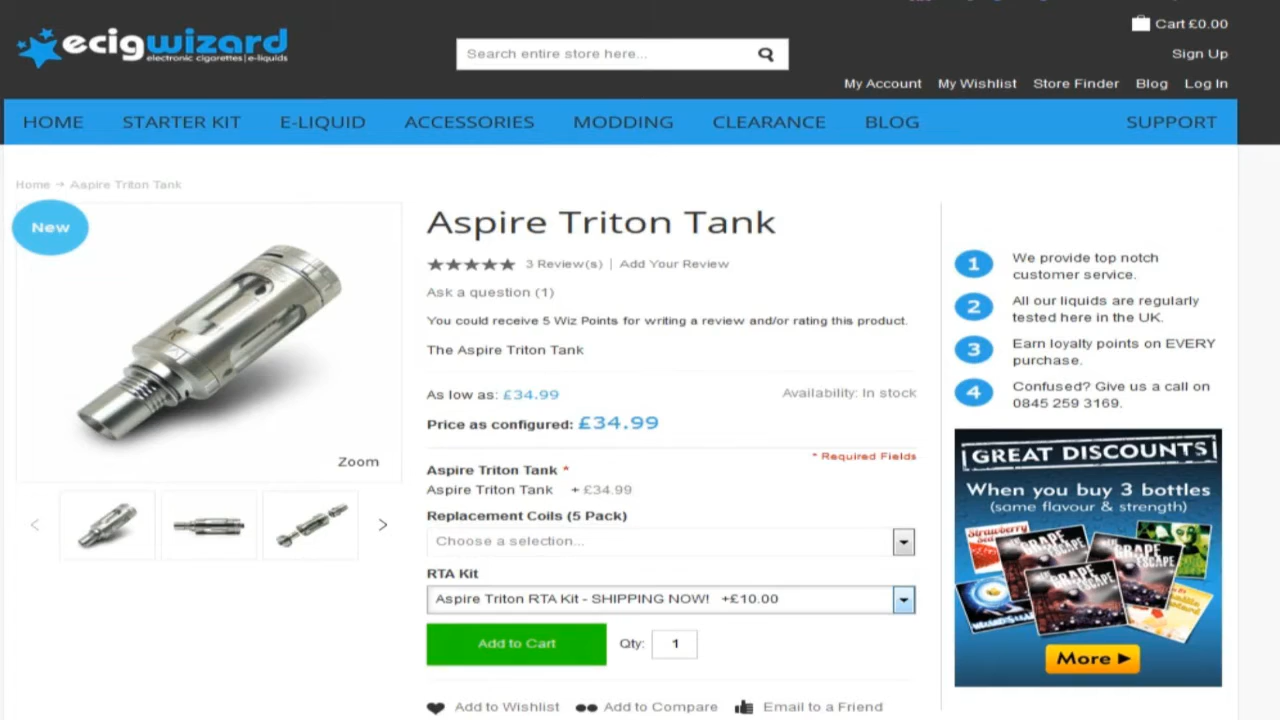 ecigwizard
electronic cigarettes | e-liquids
Search entire store here...
Cart £0.00
Sign Up
My Account My Wishlist Store Finder Blog Log In
HOME STARTER KIT E-LIQUID ACCESSORIES MODDING CLEARANCE BLOG SUPPORT
Home → Aspire Triton Tank
New
Zoom
Aspire Triton Tank
3 Review(s) | Add Your Review
Ask a question (1)
You could receive 5 Wiz Points for writing a review and/or rating this product.
The Aspire Triton Tank
As low as: £34.99
Availability: In stock
Price as configured: £34.99
* Required Fields
Aspire Triton Tank *
Aspire Triton Tank + £34.99
Replacement Coils (5 Pack)
Choose a selection...
RTA Kit
Aspire Triton RTA Kit - SHIPPING NOW! +£10.00
Add to Cart Qty: 1
Add to Wishlist Add to Compare Email to a Friend
1 We provide top notch
customer service.
2 All our liquids are regularly
tested here in the UK.
3 Earn loyalty points on EVERY
purchase.
4 Confused? Give us a call on
0845 259 3169.
GREAT DISCOUNTS
When you buy 3 bottles
(same flavour & strength)
Strawberry
GRAPE
ESCAPE
GRAPE
ESCAPE
GRAPE
ESCAPE
More